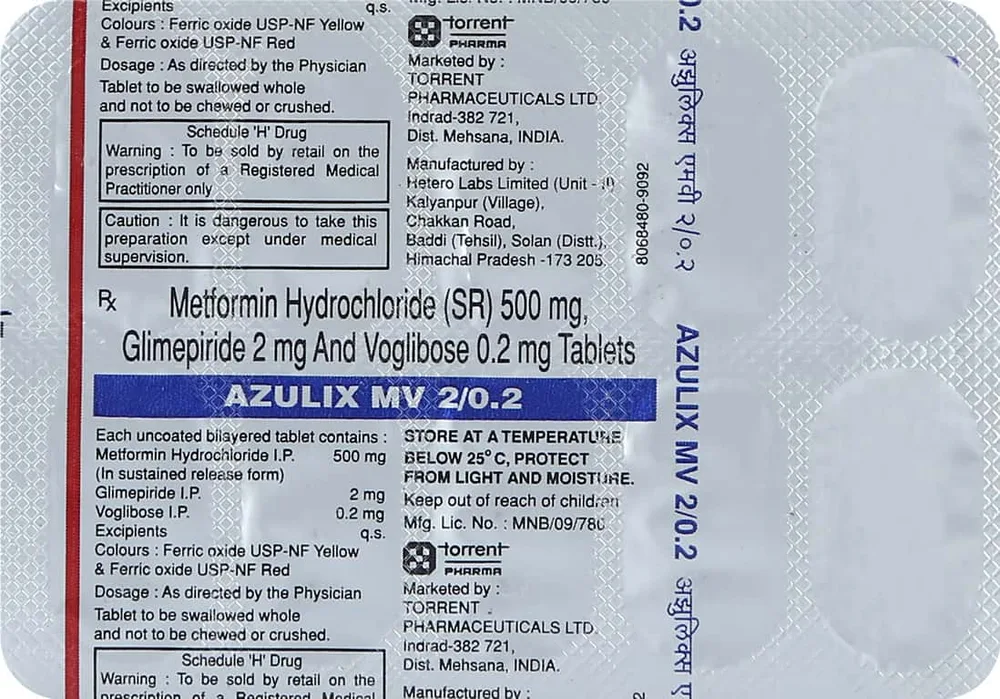 Excipients q.s.
Colours : Ferric oxide USP-NF Yellow
& Ferric oxide USP-NF Red
Dosage : As directed by the Physician
Tablet to be swallowed whole
and not to be chewed or crushed.
Schedule 'H' Drug
Warning : To be sold by retail on the
prescription of a Registered Medical
Practitioner only
Caution : It is dangerous to take this
preparation except under medical
supervision.
torrent
PHARMA
Marketed by :
TORRENT
PHARMACEUTICALS LTD.
Indrad-382 721,
Dist. Mehsana, INDIA.
Manufactured by :
Hetero Labs Limited (Unit - I)
Kalyanpur (Village),
Chakkan Road,
Baddi (Tehsil), Solan (Distt.),
Himachal Pradesh -173 205.
8068480-9092
Rx
Metformin Hydrochloride (SR) 500 mg,
Glimepiride 2 mg And Voglibose 0.2 mg Tablets
AZULIX MV 2/0.2
Each uncoated bilayered tablet contains :
Metformin Hydrochloride I.P. 500 mg
(In sustained release form)
Glimepiride I.P. 2 mg
Voglibose I.P. 0.2 mg
Excipients q.s.
Colours : Ferric oxide USP-NF Yellow
& Ferric oxide USP-NF Red
Dosage : As directed by the Physician
Tablet to be swallowed whole
and not to be chewed or crushed.
Schedule 'H' Drug
Warning : To be sold by retail on the
prescription of a Registered Medical
STORE AT A TEMPERATURE
BELOW 25° C, PROTECT
FROM LIGHT AND MOISTURE.
Keep out of reach of children
Mfg. Lic. No. : MNB/09/780
torrent
PHARMA
Marketed by :
TORRENT
PHARMACEUTICALS LTD.
Indrad-382 721,
Dist. Mehsana, INDIA.
Manufactured by :
0.2 अझुलिक्स एमवी २/०.२ AZULIX MV 2/0.2 अझुलिक्स